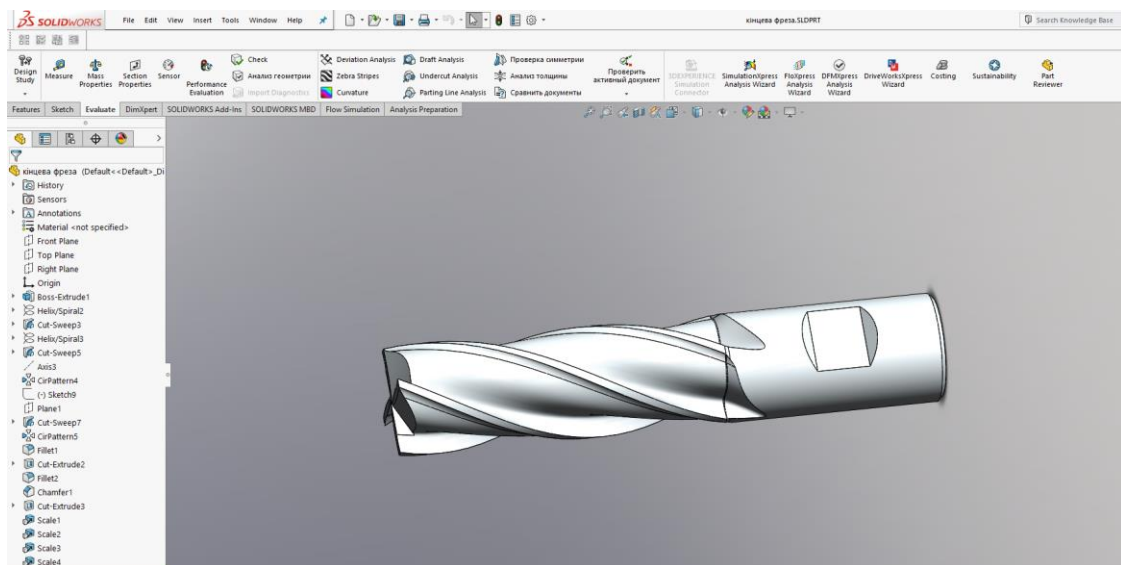 SOLIDWORKS File Edit View Insert Tools Window Help кінцева фреза.SLDPRT Search Knowledge Base
Design Study
Measure
Mass Properties
Section Properties
Sensor
Performance Evaluation
Check
Анализ геометрии
Import Diagnostics
Deviation Analysis
Zebra Stripes
Curvature
Draft Analysis
Undercut Analysis
Parting Line Analysis
Проверка симметрии
Анализ толщины
Сравнить документы
Проверить активный документ
3DEXPERIENCE Simulation Connector
SimulationXpress Analysis Wizard
FloXpress Analysis Wizard
DFMXpress Analysis Wizard
DriveWorksXpress Wizard
Costing
Sustainability
Part Reviewer
Features Sketch Evaluate DimXpert SOLIDWORKS Add-Ins SOLIDWORKS MBD Flow Simulation Analysis Preparation
кінцева фреза (Default<<Default>_Di
History
Sensors
Annotations
Material <not specified>
Front Plane
Top Plane
Right Plane
Origin
Boss-Extrude1
Helix/Spiral2
Cut-Sweep3
Helix/Spiral3
Cut-Sweep5
Axis3
CirPattern4
(-) Sketch9
Plane1
Cut-Sweep7
CirPattern5
Fillet1
Cut-Extrude2
Fillet2
Chamfer1
Cut-Extrude3
Scale1
Scale2
Scale3
Scale4